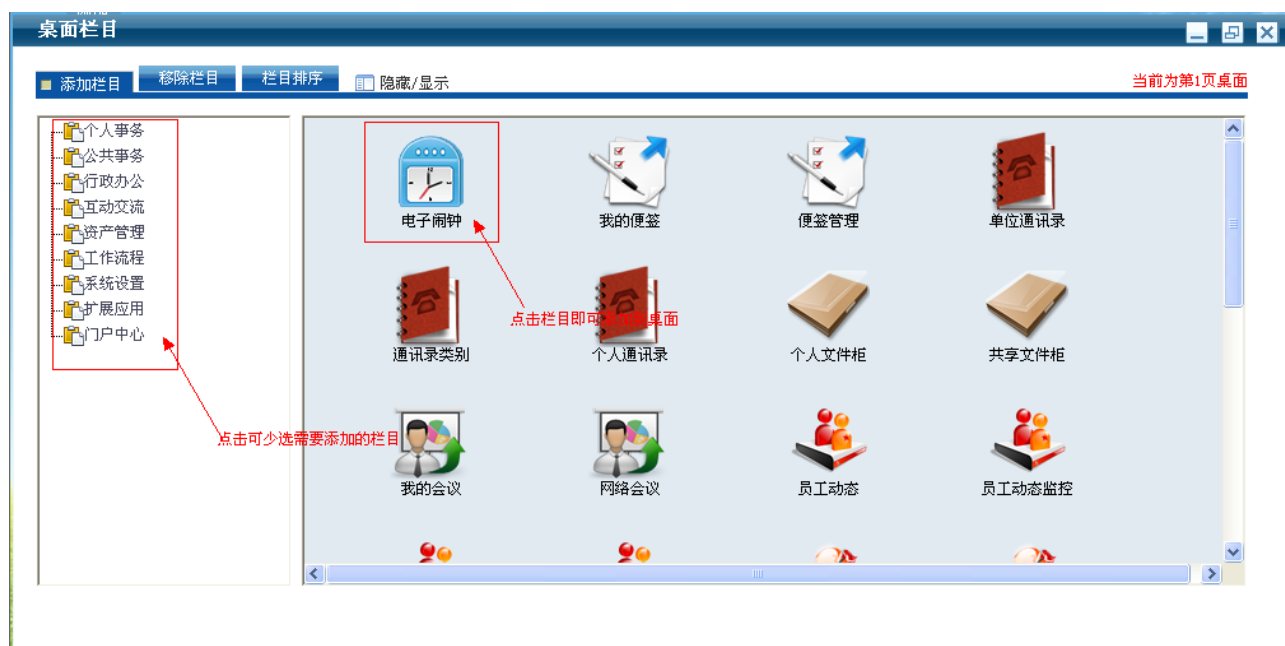 桌面栏目
添加栏目 移除栏目 栏目排序 隐藏/显示 当前为第1页桌面
个人事务
公共事务
行政办公
互动交流
资产管理
工作流程
系统设置
扩展应用
门户中心
电子闹钟 我的便签 便签管理 单位通讯录
点击栏目即可添加到桌面
通讯录类别 个人通讯录 个人文件柜 共享文件柜
点击可少选需要添加的栏目
我的会议 网络会议 员工动态 员工动态监控